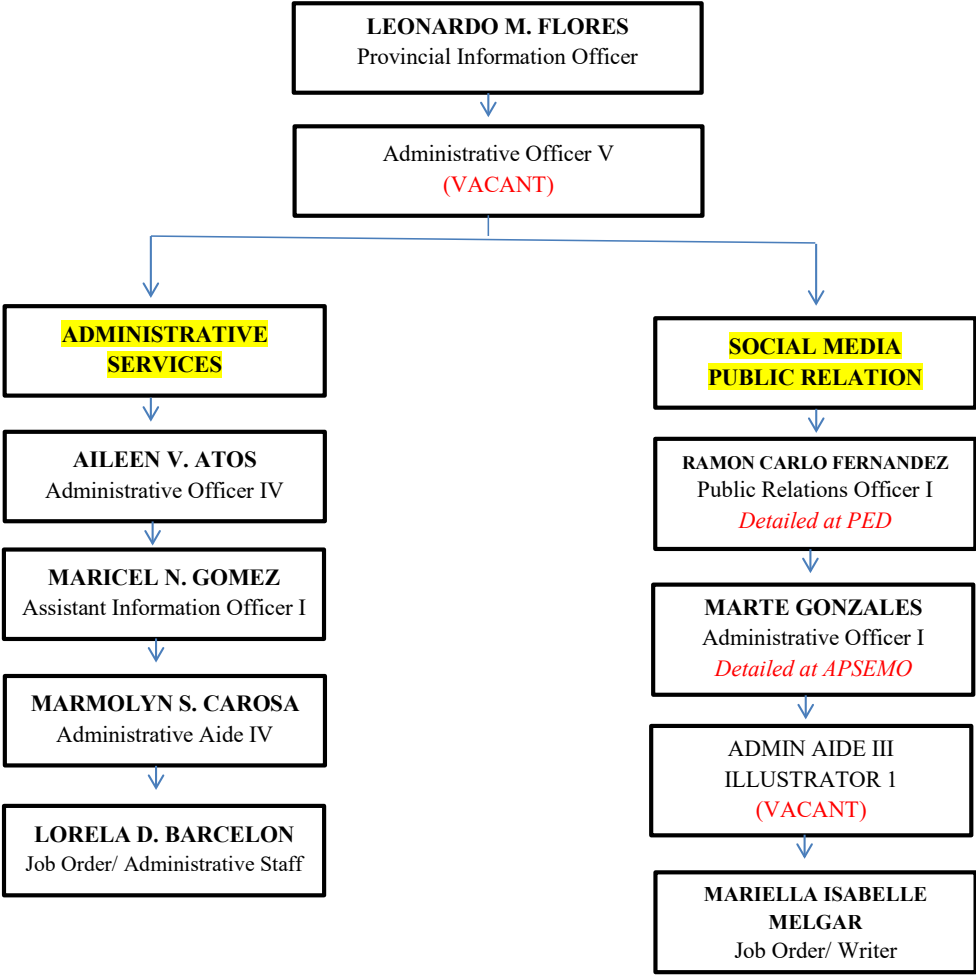 LEONARDO M. FLORES
Provincial Information Officer
Administrative Officer V
(VACANT)
ADMINISTRATIVE
SERVICES
AILEEN V. ATOS
Administrative Officer IV
MARICEL N. GOMEZ
Assistant Information Officer I
MARMOLYN S. CAROSA
Administrative Aide IV
LORELA D. BARCELON
Job Order/ Administrative Staff
SOCIAL MEDIA
PUBLIC RELATION
RAMON CARLO FERNANDEZ
Public Relations Officer I
Detailed at PED
MARTE GONZALES
Administrative Officer I
Detailed at APSEMO
ADMIN AIDE III
ILLUSTRATOR 1
(VACANT)
MARIELLA ISABELLE
MELGAR
Job Order/ Writer